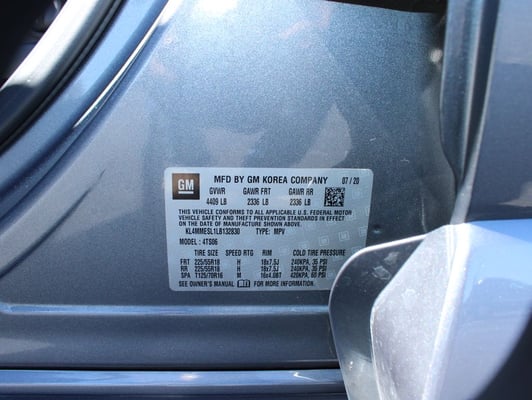 GM MFD BY GM KOREA COMPANY 07 / 20
GVWR GAWR FRT GAWR RR
4409 LB 2336 LB 2336 LB
THIS VEHICLE CONFORMS TO ALL APPLICABLE U.S. FEDERAL MOTOR
VEHICLE SAFETY AND THEFT PREVENTION STANDARDS IN EFFECT ON
THE DATE OF MANUFACTURE SHOWN ABOVE.
KL4MMESL1LB132830 TYPE: MPV
MODEL: 4TS06
TIRE SIZE SPEED RTG RIM COLD TIRE PRESSURE
FRT 225/55R18 H 18x7.5J 240KPA, 35 PSI
RR 225/55R18 H 18x7.5J 240KPA, 35 PSI
SPA T125/70R16 M 16x4.0BT 420KPA, 60 PSI
SEE OWNER'S MANUAL FOR MORE INFORMATION.